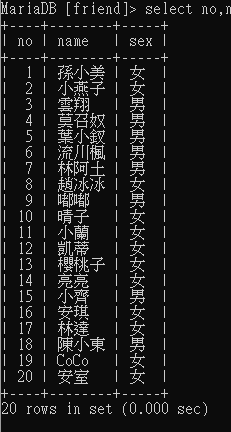 MariaDB [friend]> select no,n
+----+--------+-----+
| no | name | sex |
+----+--------+-----+
| 1 | 孫小美 | 女 |
| 2 | 小燕子 | 女 |
| 3 | 雲翔 | 男 |
| 4 | 莫召奴 | 男 |
| 5 | 葉小釵 | 男 |
| 6 | 流川楓 | 男 |
| 7 | 林阿土 | 男 |
| 8 | 趙冰冰 | 女 |
| 9 | 嘟嘟 | 男 |
| 10 | 晴子 | 女 |
| 11 | 小蘭 | 女 |
| 12 | 凱蒂 | 女 |
| 13 | 櫻桃子 | 女 |
| 14 | 亮亮 | 女 |
| 15 | 小齊 | 男 |
| 16 | 安琪 | 女 |
| 17 | 林達 | 女 |
| 18 | 陳小東 | 男 |
| 19 | CoCo | 女 |
| 20 | 安室 | 女 |
+----+--------+-----+
20 rows in set (0.000 sec)